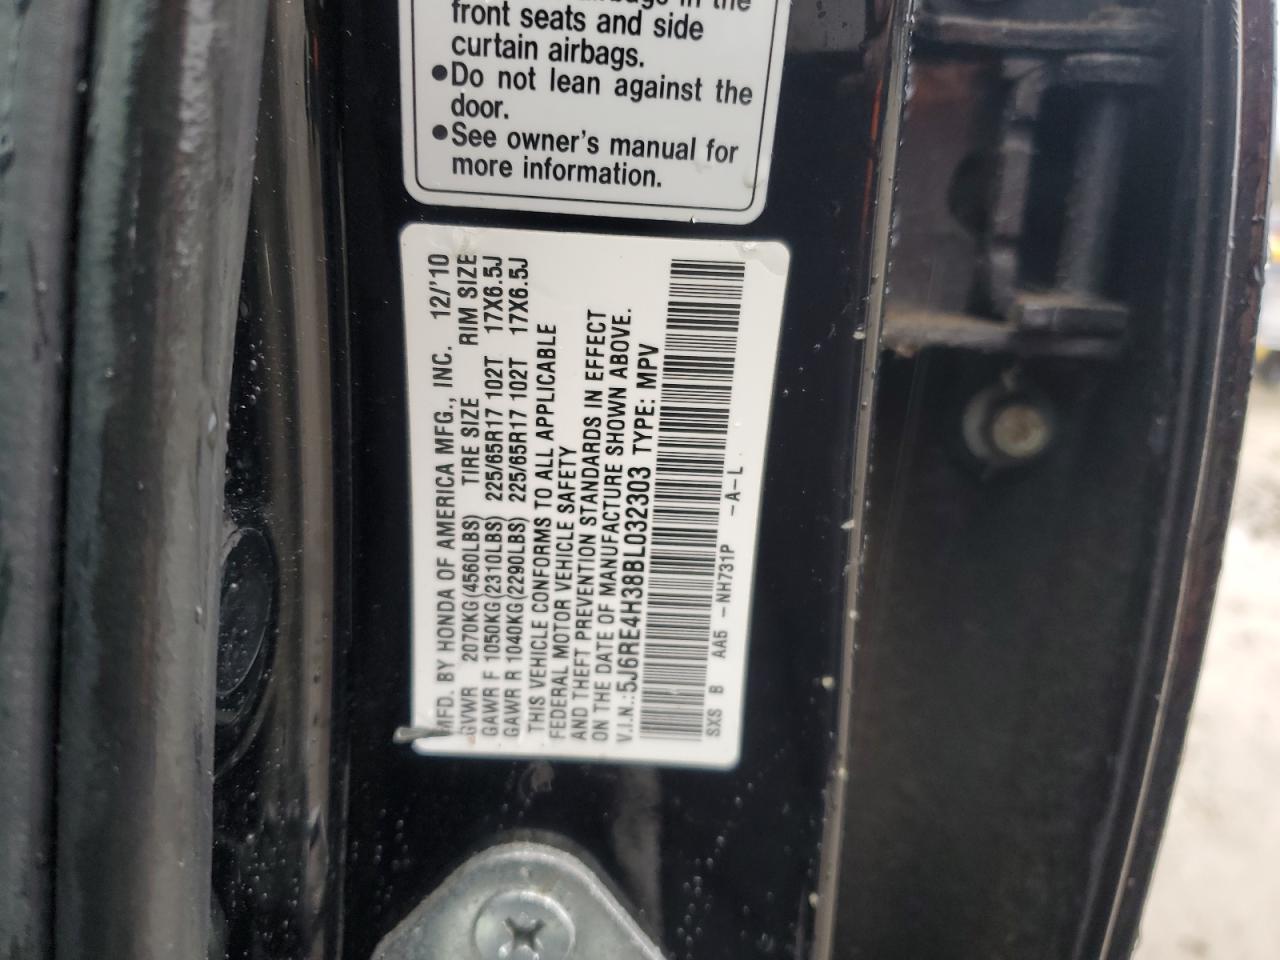 in the
front seats and side
curtain airbags.
●Do not lean against the
door.
●See owner's manual for
more information.
MFD. BY HONDA OF AMERICA MFG., INC. 12/'10
GVWR 2070KG(4560LBS) TIRE SIZE RIM SIZE
GAWR F 1050KG(2310LBS) 225/65R17 102T 17X6.5J
GAWR R 1040KG(2290LBS) 225/65R17 102T 17X6.5J
THIS VEHICLE CONFORMS TO ALL APPLICABLE
FEDERAL MOTOR VEHICLE SAFETY
AND THEFT PREVENTION STANDARDS IN EFFECT
ON THE DATE OF MANUFACTURE SHOWN ABOVE.
V.I.N.:5J6RE4H38BL032303 TYPE: MPV
SXS B AA5 -NH731P -A-L